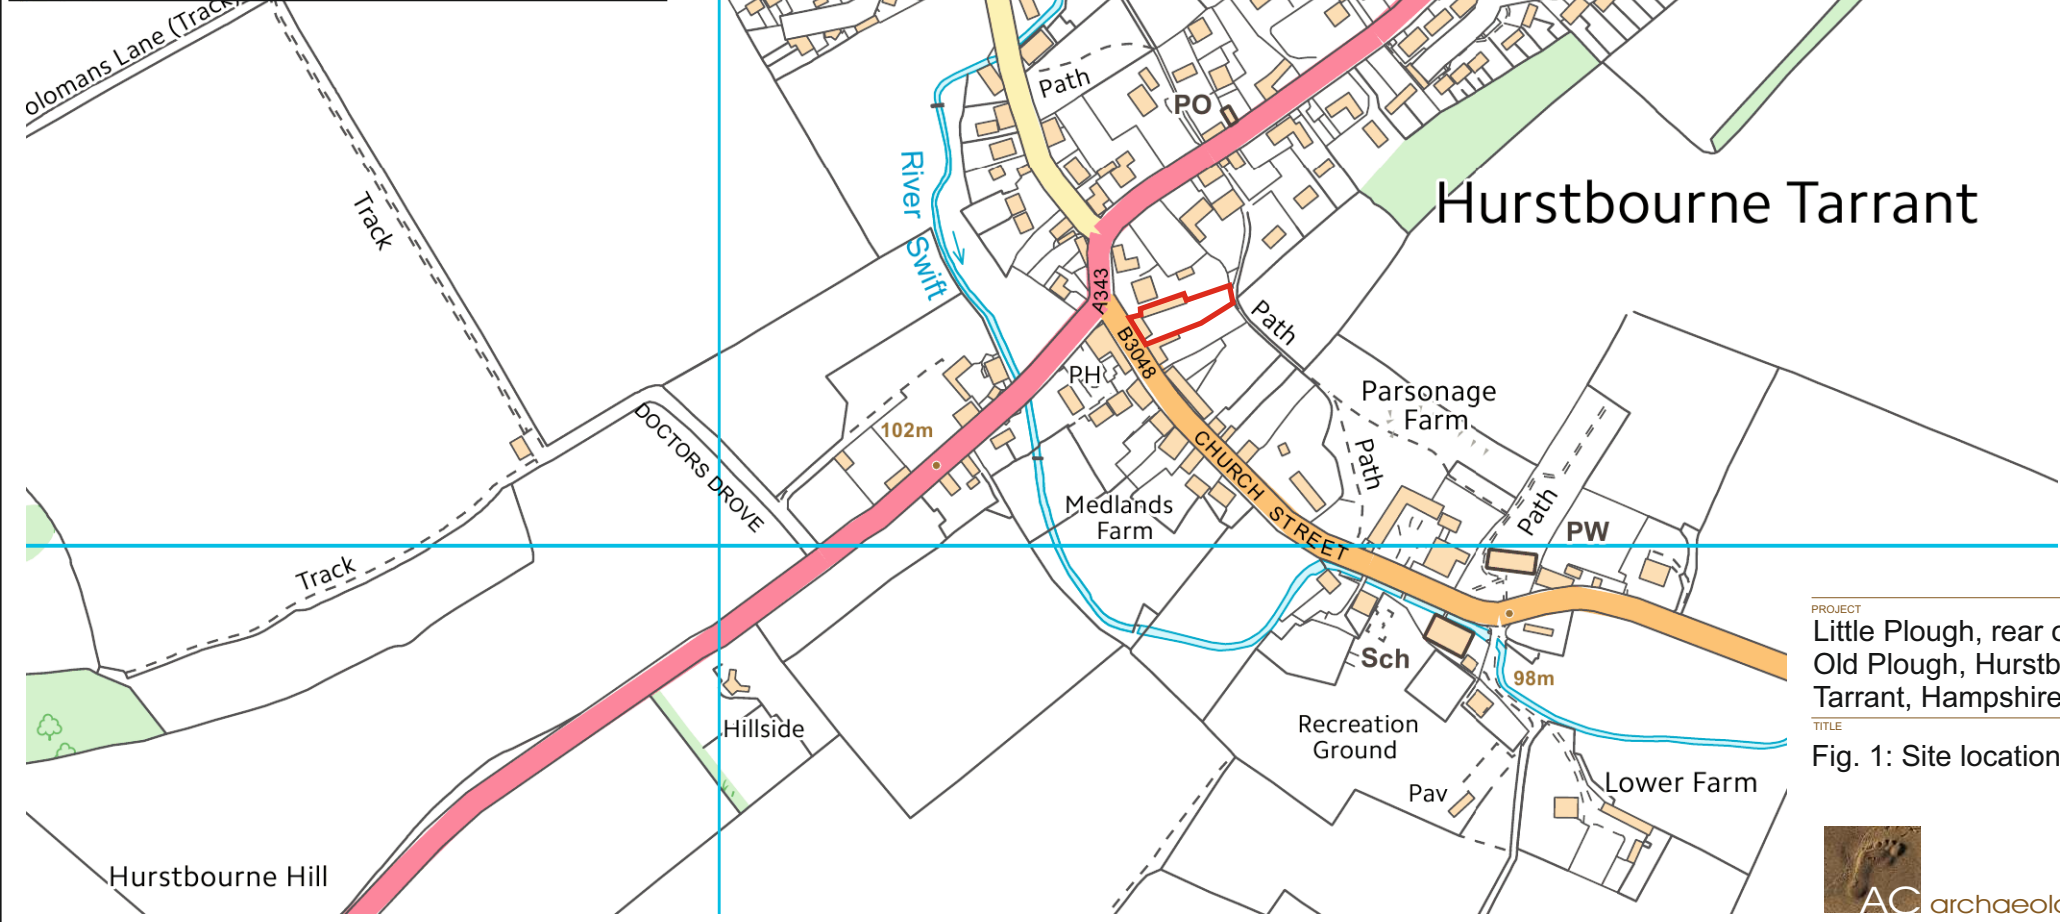 olomans Lane (Track)
Track
Path
PO
River Swift
Hurstbourne Tarrant
A343
B3048
Path
PH
Parsonage
Farm
102m
DOCTORS DROVE
CHURCH STREET
Path
Medlands
Farm
Path
PW
Track
PROJECT
Little Plough, rear
Old Plough, Hurstb
Tarrant, Hampshire
TITLE
Fig. 1: Site location
Sch
98m
Hillside
Recreation
Ground
Pav
Lower Farm
Hurstbourne Hill
AC archaeolo